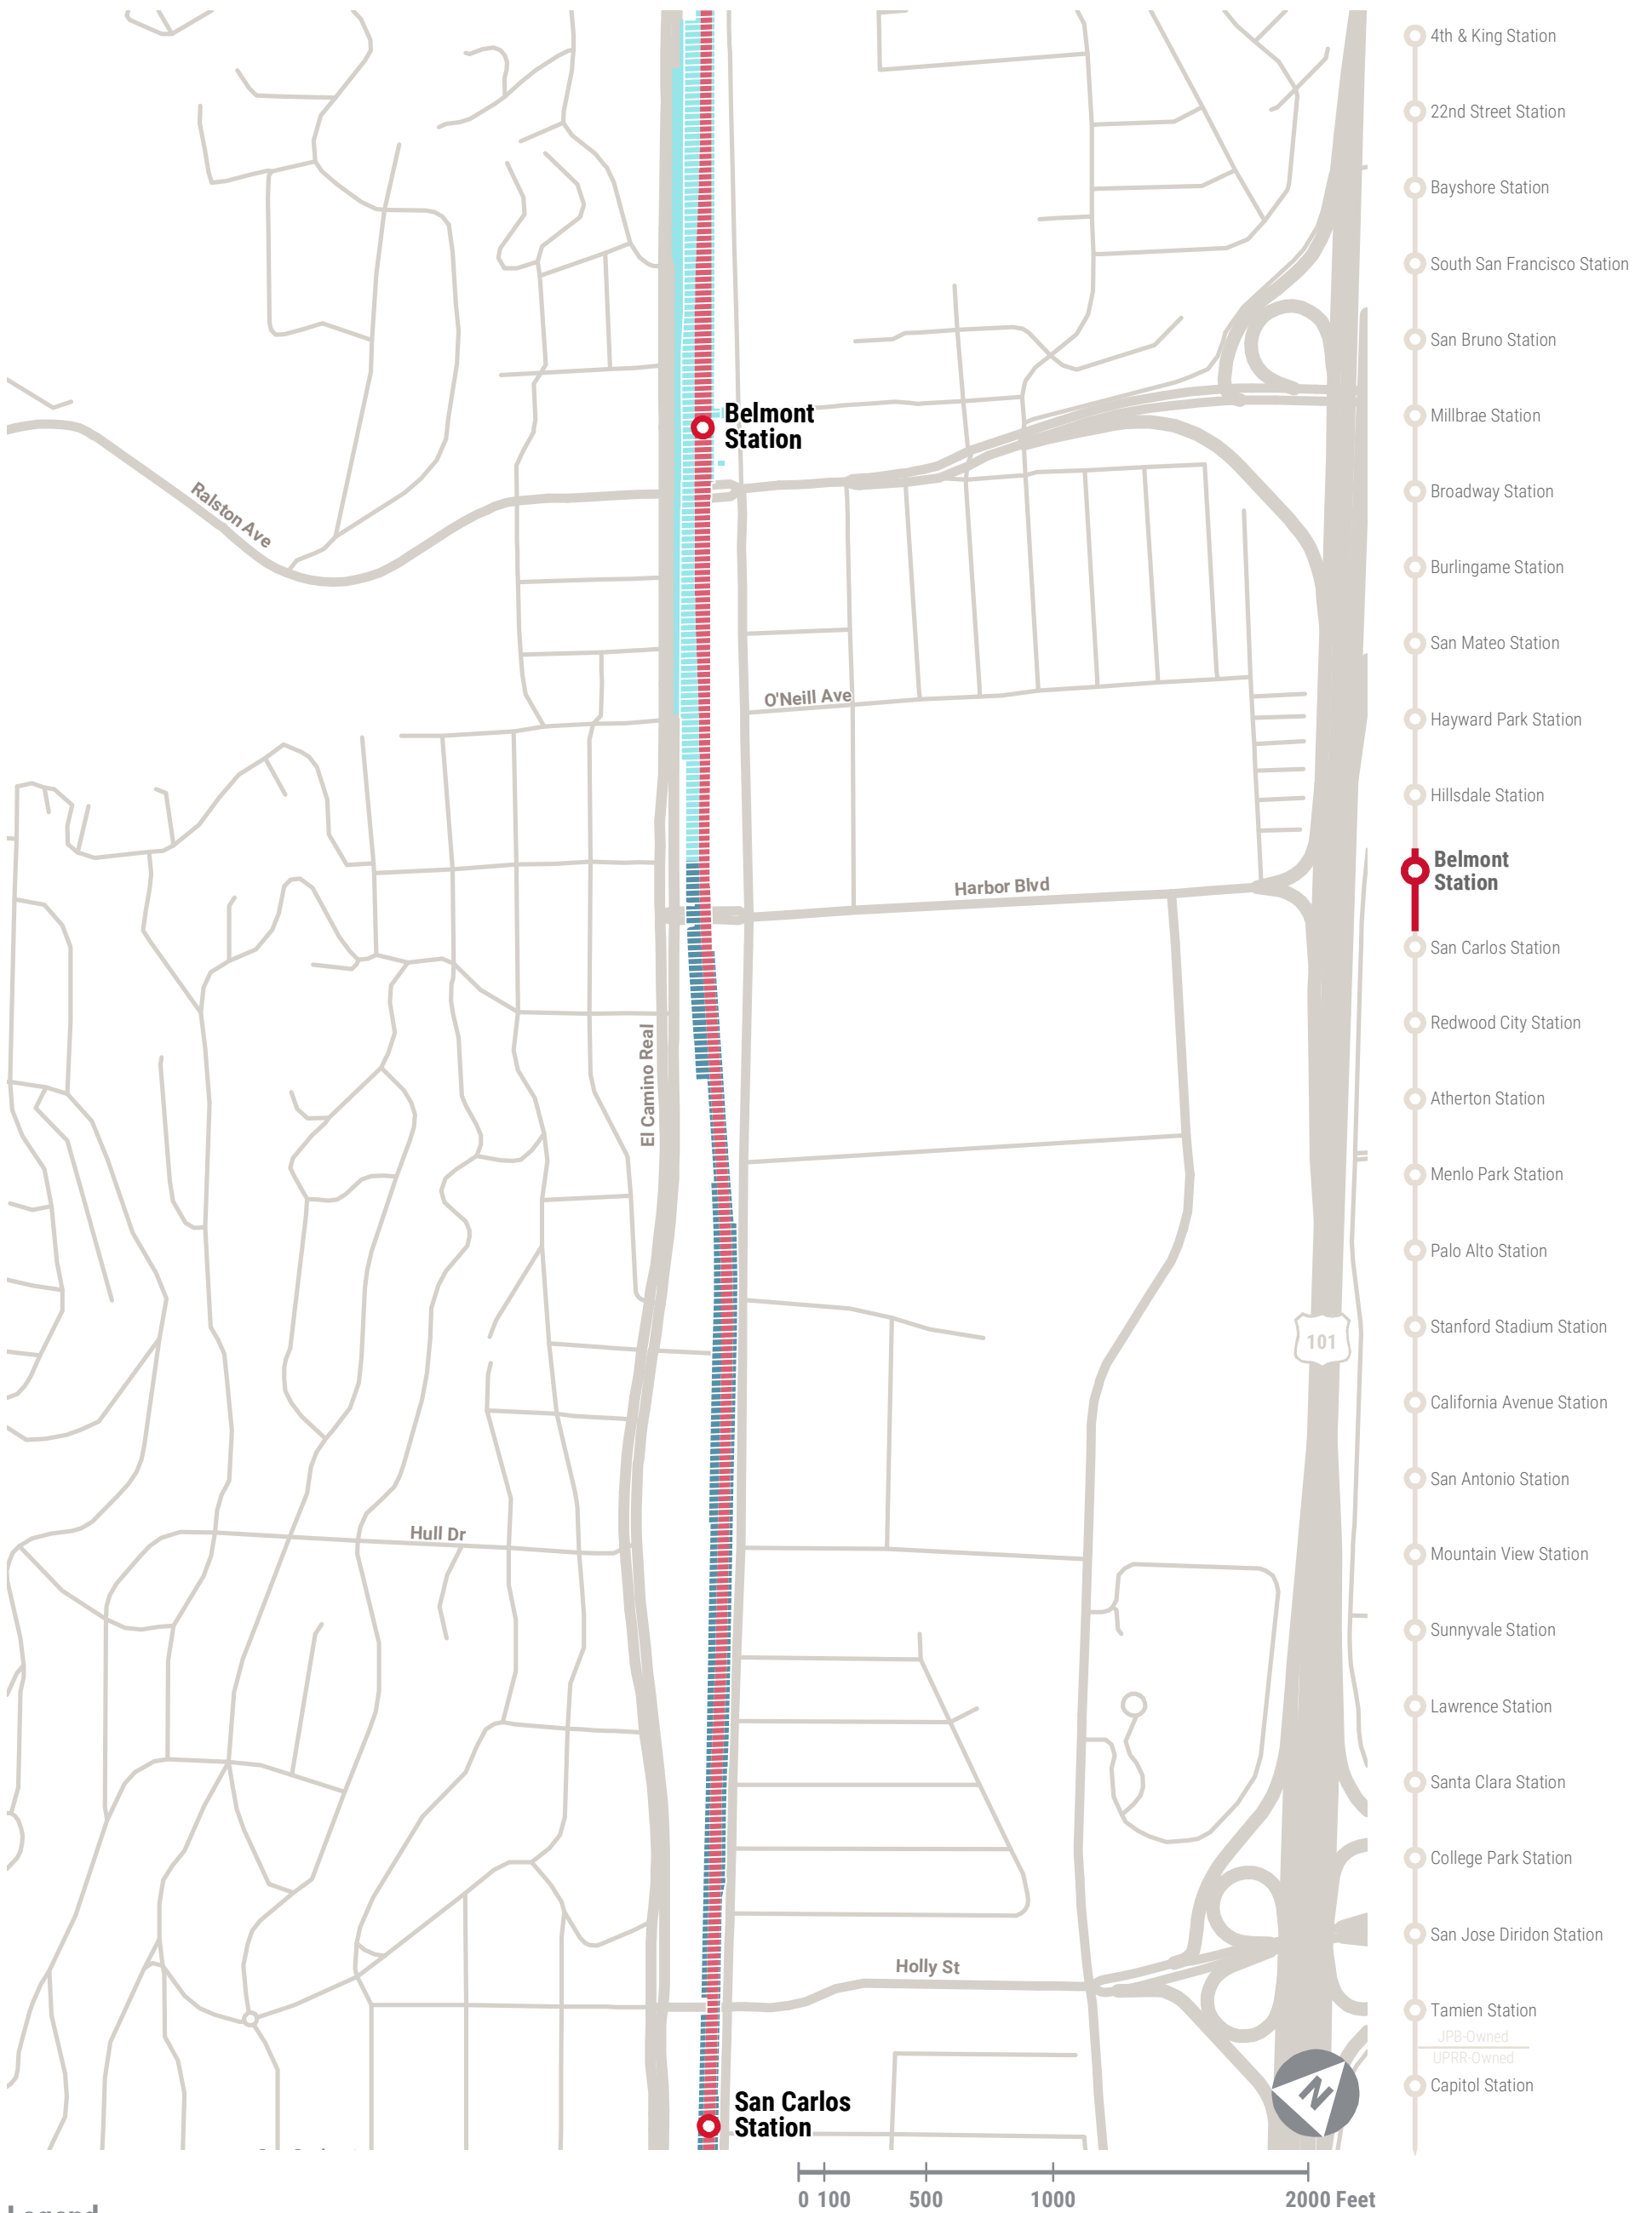 Belmont
Station
Ralston Ave
O'Neill Ave
Harbor Blvd
El Camino Real
101
Hull Dr
Holly St
San Carlos
Station
N
0 100 500 1000 2000 Feet
4th & King Station
22nd Street Station
Bayshore Station
South San Francisco Station
San Bruno Station
Millbrae Station
Broadway Station
Burlingame Station
San Mateo Station
Hayward Park Station
Hillsdale Station
Belmont
Station
San Carlos Station
Redwood City Station
Atherton Station
Menlo Park Station
Palo Alto Station
Stanford Stadium Station
California Avenue Station
San Antonio Station
Mountain View Station
Sunnyvale Station
Lawrence Station
Santa Clara Station
College Park Station
San Jose Diridon Station
Tamien Station
JPB-Owned
UPRR-Owned
Capitol Station